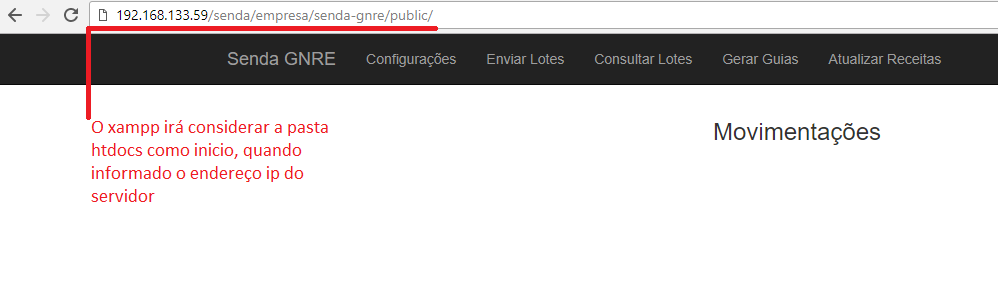 192.168.133.59/senda/empresa/senda-gnre/public/
Senda GNRE Configurações Enviar Lotes Consultar Lotes Gerar Guias Atualizar Receitas
O xampp irá considerar a pasta
htdocs como inicio, quando
informado o endereço ip do
servidor
Movimentações